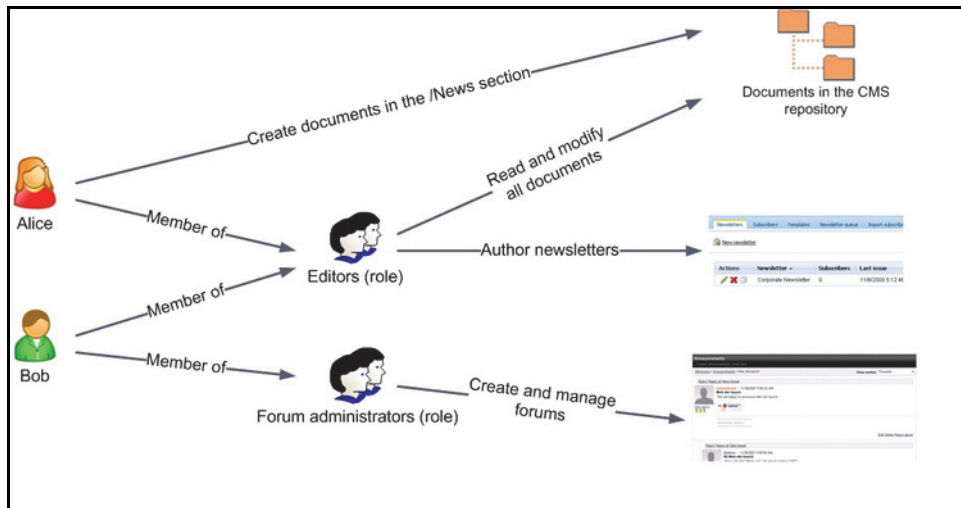 Documents in the CMS
repository
Create documents in the /News section
Read and modify
all documents
Alice
Member of
Editors (role)
Author newsletters
Newsletters Subscribers Templates Newsletter queue Import subscribe
New newsletter
Actions Newsletter Subscribers Last issue
Corporate Newsletter 0
Member of
Bob
Member of
Forum administrators (role)
Create and manage
forums
Announcements